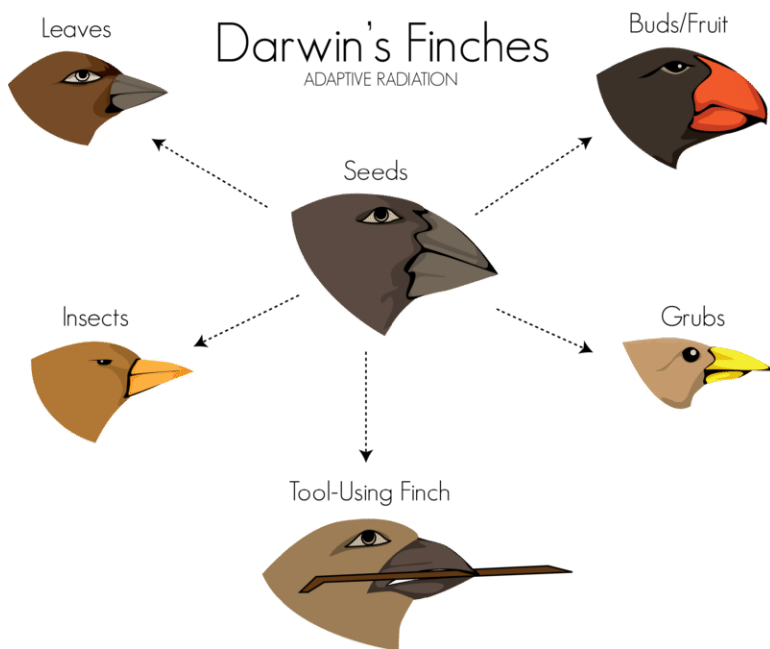 Leaves
Darwin's Finches
ADAPTIVE RADIATION
Buds/Fruit
Seeds
Insects
Grubs
Tool-Using Finch